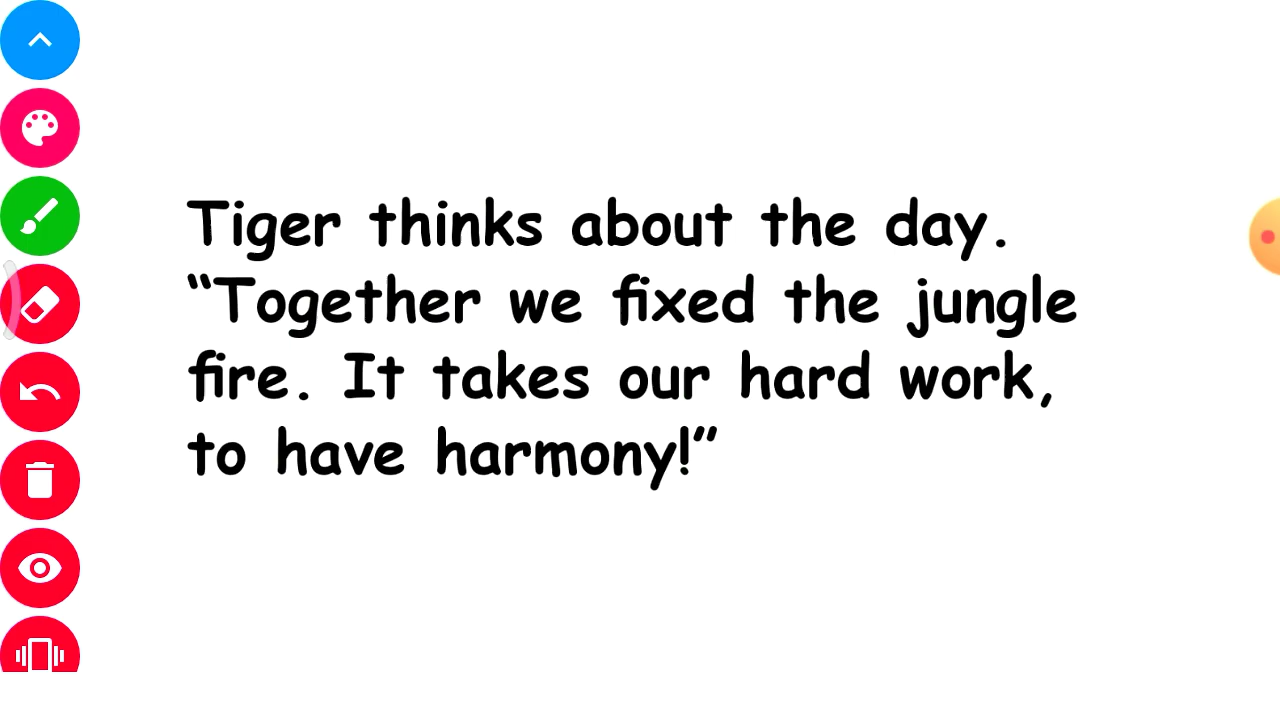 Tiger thinks about the day.
“Together we fixed the jungle
fire. It takes our hard work,
to have harmony!”